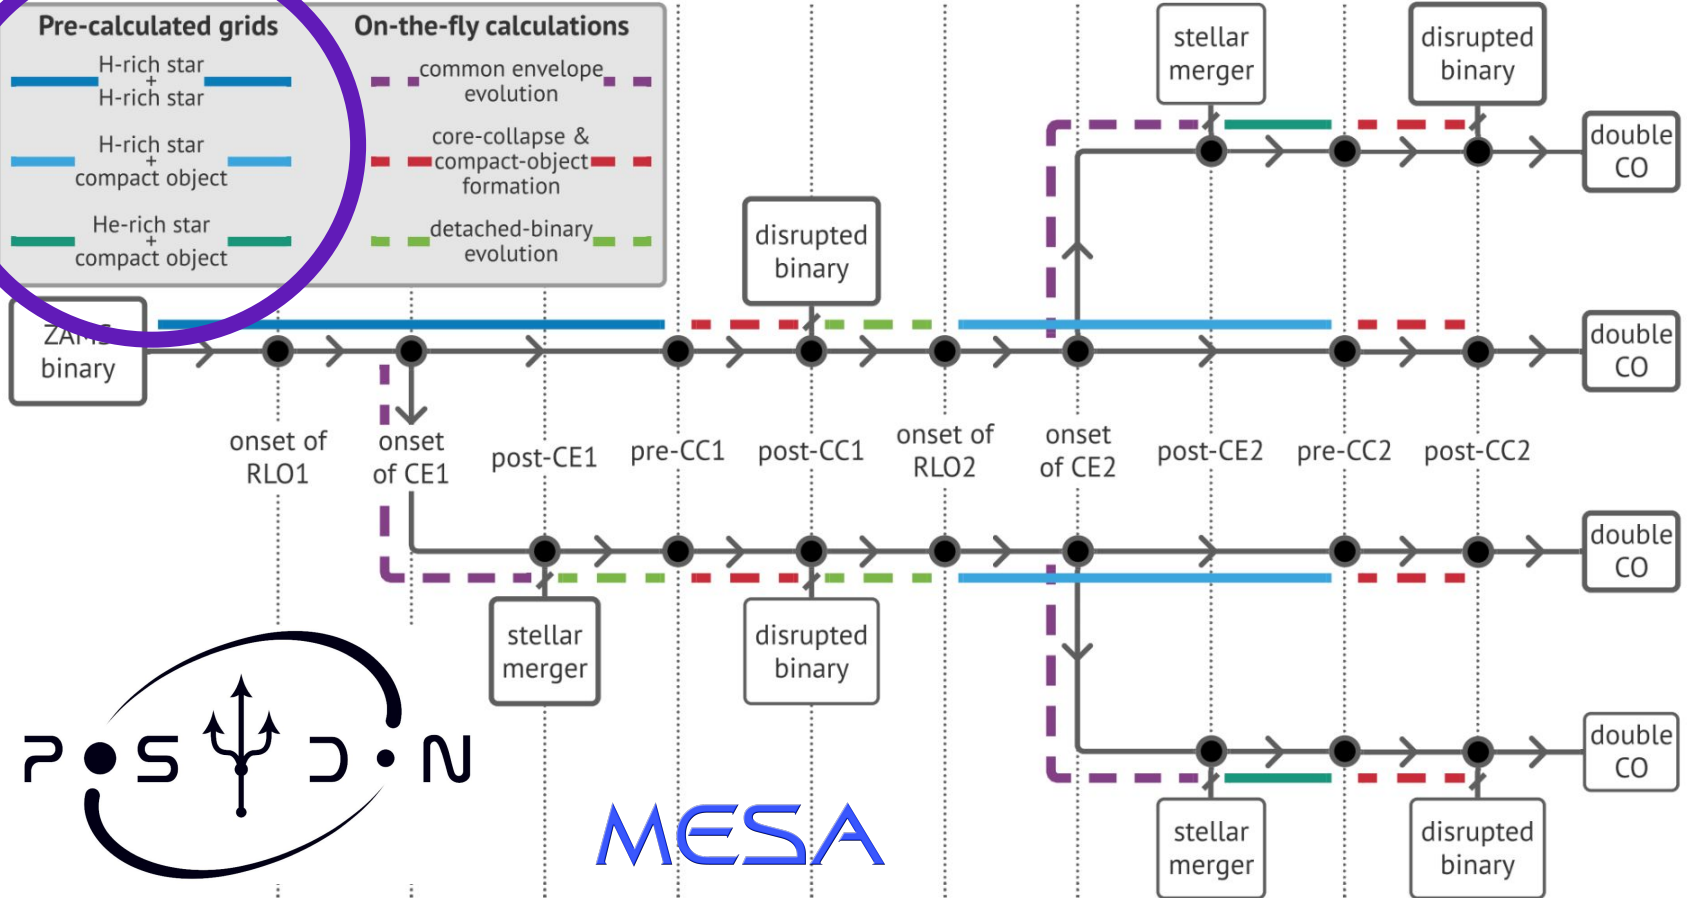 Pre-calculated grids
H-rich star
+
H-rich star
H-rich star
+
compact object
He-rich star
+
compact object
On-the-fly calculations
common envelope
evolution
core-collapse &
compact-object
formation
detached-binary
evolution
stellar
merger
disrupted
binary
double
CO
disrupted
binary
ZAMS
binary
double
CO
onset of
RLO1
onset
of CE1
post-CE1
pre-CC1
post-CC1
onset of
RLO2
onset
of CE2
post-CE2
pre-CC2
post-CC2
double
CO
stellar
merger
disrupted
binary
double
CO
POSYDON
MESA
stellar
merger
disrupted
binary